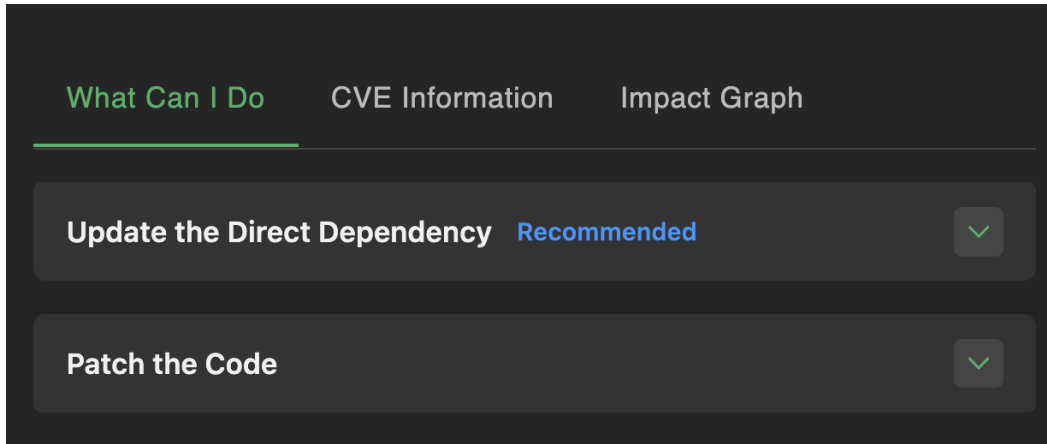 What Can I Do CVE Information Impact Graph
Update the Direct Dependency Recommended
Patch the Code